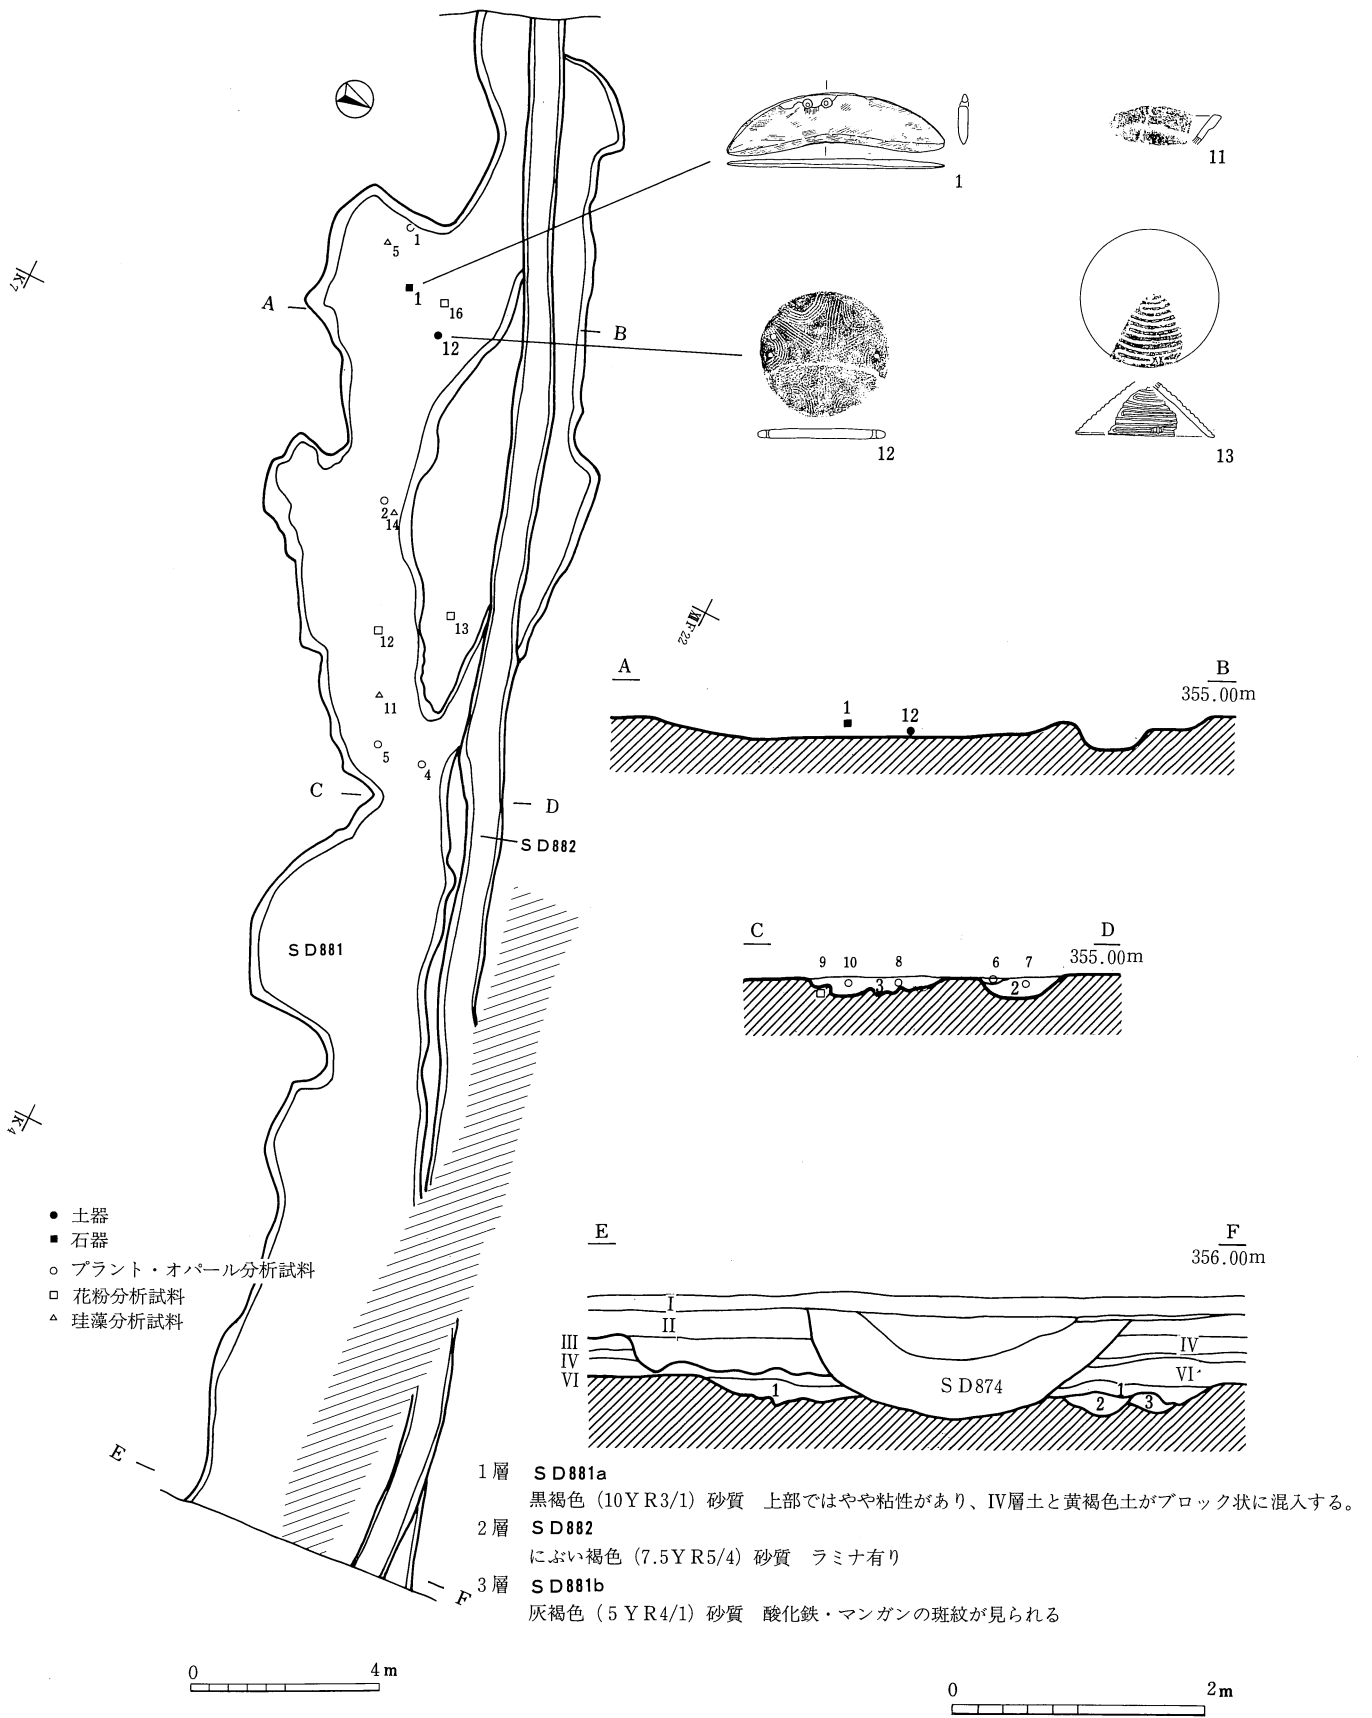 1
11
12
13
1
5
1
16
12
A
B
K7
2
14
12
13
11
5
4
C
D
SD882
SD881
K4
XⅢF22
A
B
355.00m
1
12
C
D
355.00m
9
10
8
6
7
3
2
● 土器
■ 石器
○ プラント・オパール分析試料
□ 花粉分析試料
△ 珪藻分析試料
E
F
356.00m
I
II
III
IV
VI
IV
VI
SD874
1
1
2
3
E
F
1層 SD881a
黒褐色（10YR3/1）砂質 上部ではやや粘性があり、IV層土と黄褐色土がブロック状に混入する。
2層 SD882
にぶい褐色（7.5YR5/4）砂質 ラミナ有り
3層 SD881b
灰褐色（5YR4/1）砂質 酸化鉄・マンガンの斑紋が見られる
0 4m
0 2m